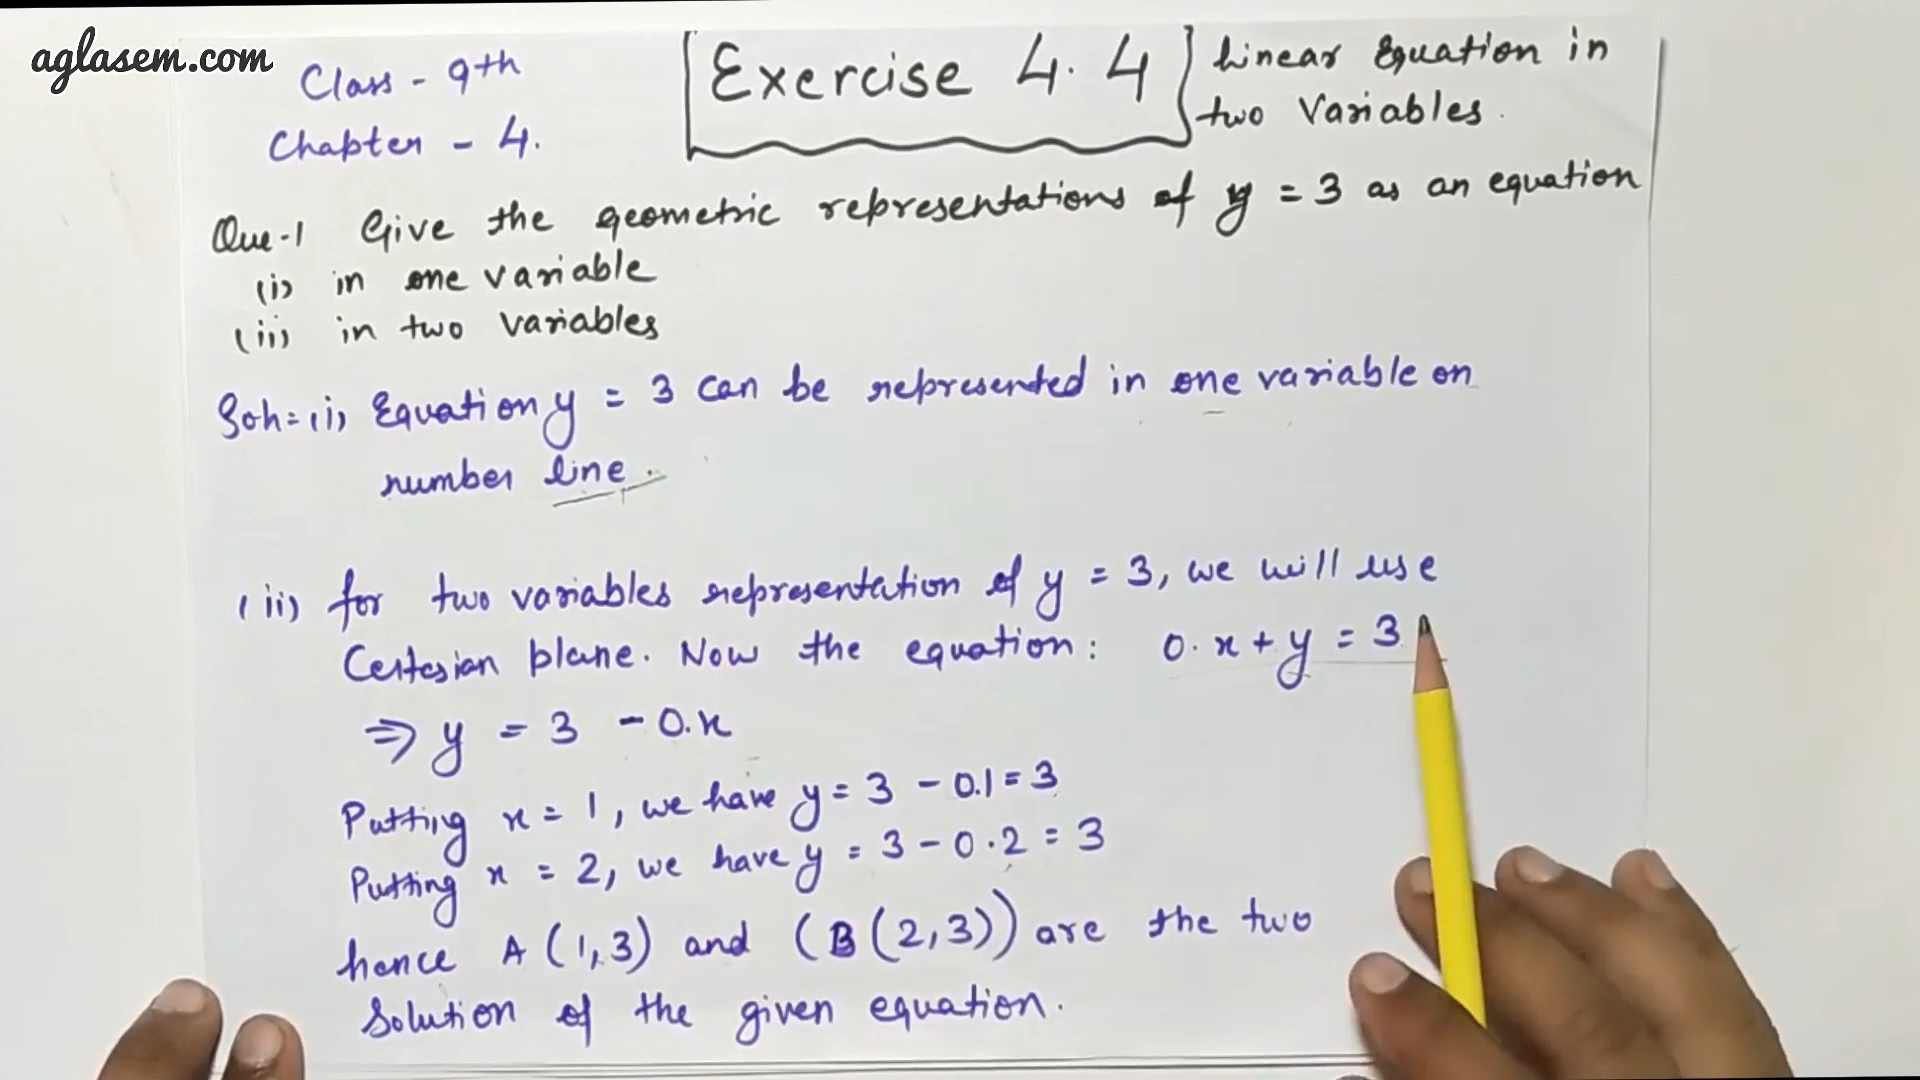 aglasem.com
Class - 9th
Chapter - 4.
Exercise 4.4
Linear Equation in
two Variables.
Que-1 Give the geometric representations of y = 3 as an equation
(i) in one variable
(ii) in two variables
Soln= (i) Equation y = 3 can be represented in one variable on
number line.
(ii) for two variables representation of y = 3, we will use
Certesian plane. Now the equation: 0.x + y = 3
⇒ y = 3 - 0.x
Putting x = 1, we have y = 3 - 0.1 = 3
Putting x = 2, we have y = 3 - 0.2 = 3
hence A (1,3) and (B (2,3)) are the two
Solution of the given equation.